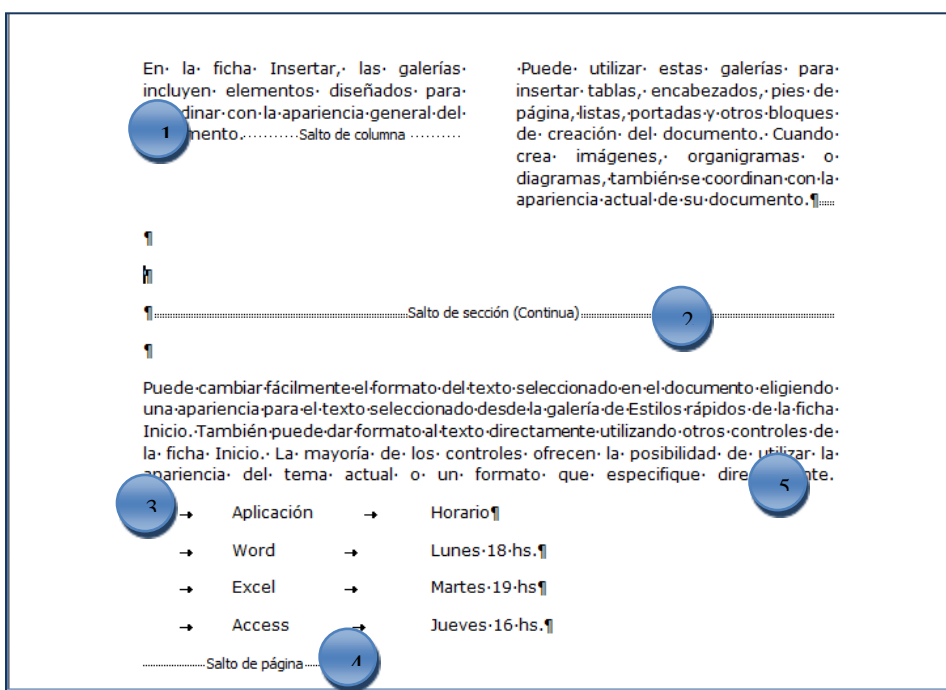 En la ficha Insertar, las galerías
incluyen elementos diseñados para
dinar con la apariencia general del
mento. Salto de columna
1
Puede utilizar estas galerías para
insertar tablas, encabezados, pies de
página, listas, portadas y otros bloques
de creación del documento. Cuando
crea imágenes, organigramas o
diagramas, también se coordinan con la
apariencia actual de su documento.¶
¶
¶
¶ Salto de sección (Continua) 2
¶
Puede cambiar fácilmente el formato del texto seleccionado en el documento eligiendo
una apariencia para el texto seleccionado desde la galería de Estilos rápidos de la ficha
Inicio. También puede dar formato al texto directamente utilizando otros controles de
la ficha Inicio. La mayoría de los controles ofrecen la posibilidad de utilizar la
apariencia del tema actual o un formato que especifique dire nte.
5
3 → Aplicación → Horario¶
→ Word → Lunes 18 hs.¶
→ Excel → Martes 19 hs¶
→ Access → Jueves 16 hs.¶
Salto de página 4